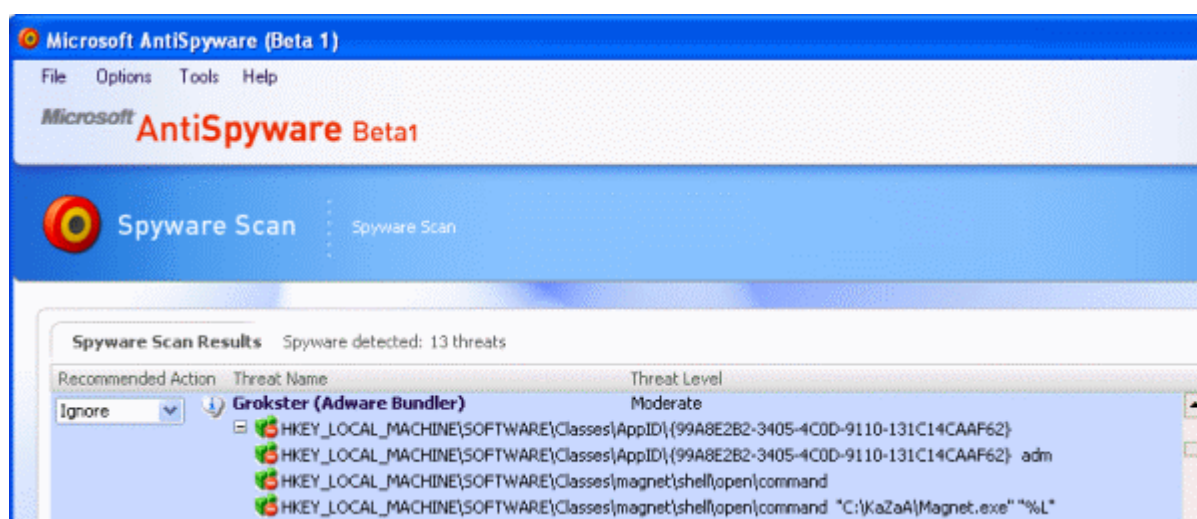 Microsoft AntiSpyware (Beta 1)
File Options Tools Help
Microsoft AntiSpyware Beta1
Spyware Scan Spyware Scan
Spyware Scan Results Spyware detected: 13 threats
Recommended Action Threat Name Threat Level
Ignore Grokster (Adware Bundler) Moderate
HKEY_LOCAL_MACHINE\SOFTWARE\Classes\AppID\{99A8E2B2-3405-4C0D-9110-131C14CAAF62}
HKEY_LOCAL_MACHINE\SOFTWARE\Classes\AppID\{99A8E2B2-3405-4C0D-9110-131C14CAAF62} adm
HKEY_LOCAL_MACHINE\SOFTWARE\Classes\magnet\shell\open\command
HKEY_LOCAL_MACHINE\SOFTWARE\Classes\magnet\shell\open\command "C:\KaZaA\Magnet.exe" "%L"